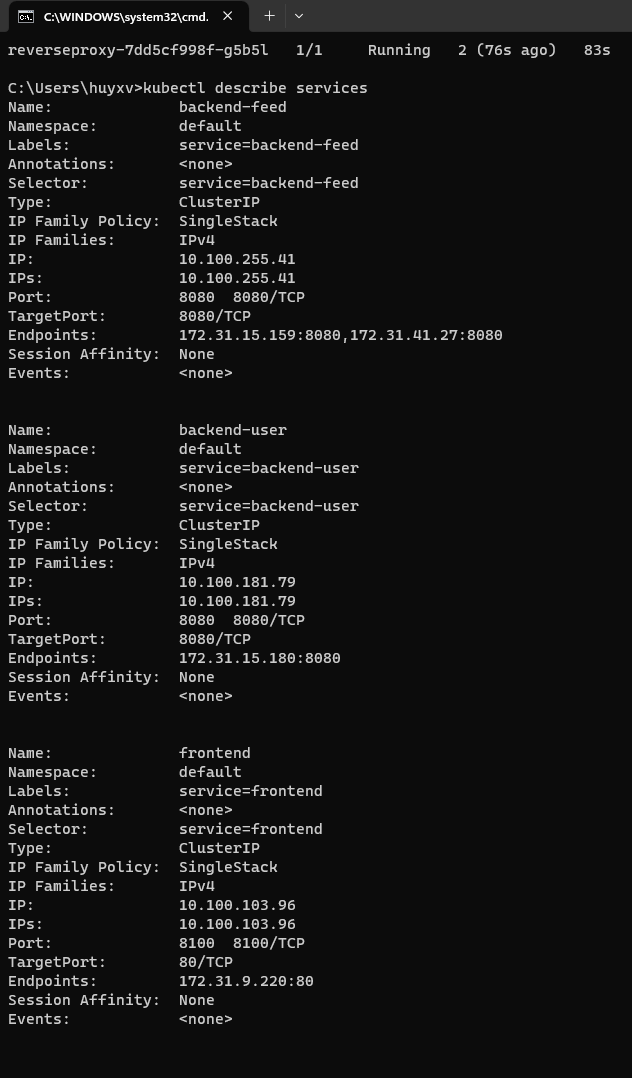 C:\WINDOWS\system32\cmd.
reverseproxy-7dd5cf998f-g5b5l   1/1     Running   2 (76s ago)   83s
C:\Users\huyxv>kubectl describe services
Name:              backend-feed
Namespace:         default
Labels:            service=backend-feed
Annotations:       <none>
Selector:          service=backend-feed
Type:              ClusterIP
IP Family Policy:  SingleStack
IP Families:       IPv4
IP:                10.100.255.41
IPs:               10.100.255.41
Port:              8080  8080/TCP
TargetPort:        8080/TCP
Endpoints:         172.31.15.159:8080,172.31.41.27:8080
Session Affinity:  None
Events:            <none>
Name:              backend-user
Namespace:         default
Labels:            service=backend-user
Annotations:       <none>
Selector:          service=backend-user
Type:              ClusterIP
IP Family Policy:  SingleStack
IP Families:       IPv4
IP:                10.100.181.79
IPs:               10.100.181.79
Port:              8080  8080/TCP
TargetPort:        8080/TCP
Endpoints:         172.31.15.180:8080
Session Affinity:  None
Events:            <none>
Name:              frontend
Namespace:         default
Labels:            service=frontend
Annotations:       <none>
Selector:          service=frontend
Type:              ClusterIP
IP Family Policy:  SingleStack
IP Families:       IPv4
IP:                10.100.103.96
IPs:               10.100.103.96
Port:              8100  8100/TCP
TargetPort:        80/TCP
Endpoints:         172.31.9.220:80
Session Affinity:  None
Events:            <none>